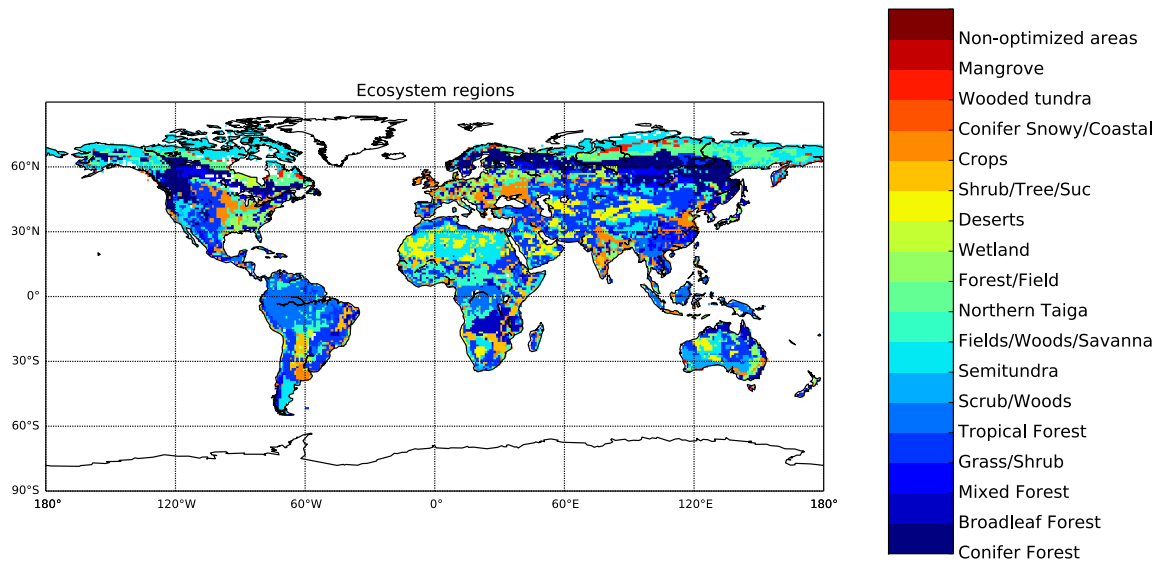 Ecosystem regions
60°N
30°N
0°
30°S
60°S
90°S
180°
120°W
60°W
0°
60°E
120°E
180°
Non-optimized areas
Mangrove
Wooded tundra
Conifer Snowy/Coastal
Crops
Shrub/Tree/Suc
Deserts
Wetland
Forest/Field
Northern Taiga
Fields/Woods/Savanna
Semitundra
Scrub/Woods
Tropical Forest
Grass/Shrub
Mixed Forest
Broadleaf Forest
Conifer Forest